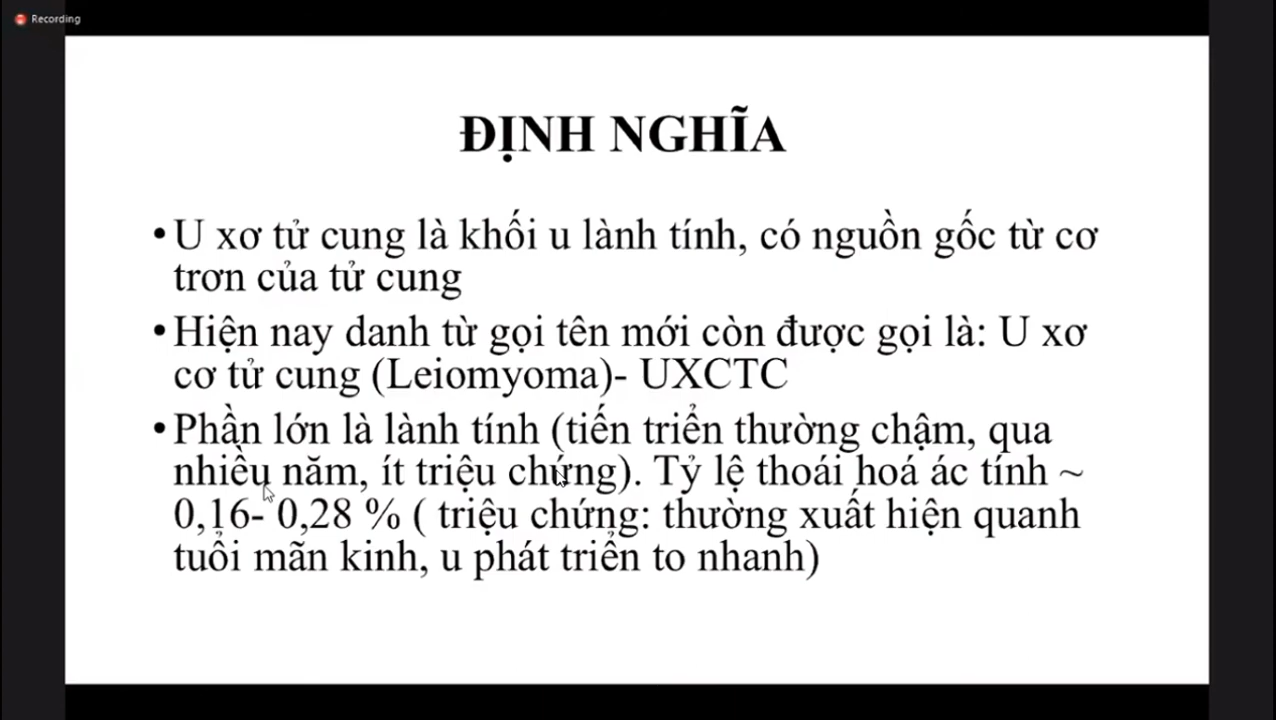 Recording
ĐỊNH NGHĨA
•U xơ tử cung là khối u lành tính, có nguồn gốc từ cơ
trơn của tử cung
•Hiện nay danh từ gọi tên mới còn được gọi là: U xơ
cơ tử cung (Leiomyoma)- UXCTC
•Phần lớn là lành tính (tiến triển thường chậm, qua
nhiều năm, ít triệu chứng). Tỷ lệ thoái hoá ác tính ~
0,16- 0,28 % ( triệu chứng: thường xuất hiện quanh
tuổi mãn kinh, u phát triển to nhanh)